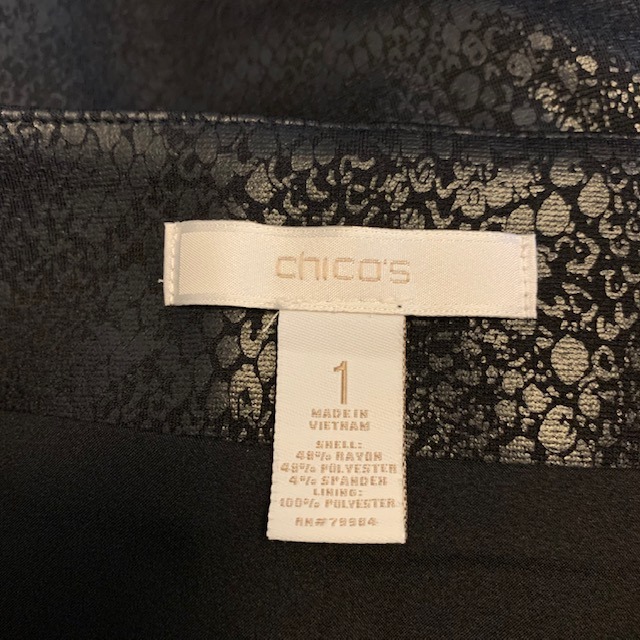 chico's
1
MADE IN
VIETNAM
SHELL:
48% RAYON
48% POLYESTER
4% SPANDEX
LINING:
100% POLYESTER
RN#79984